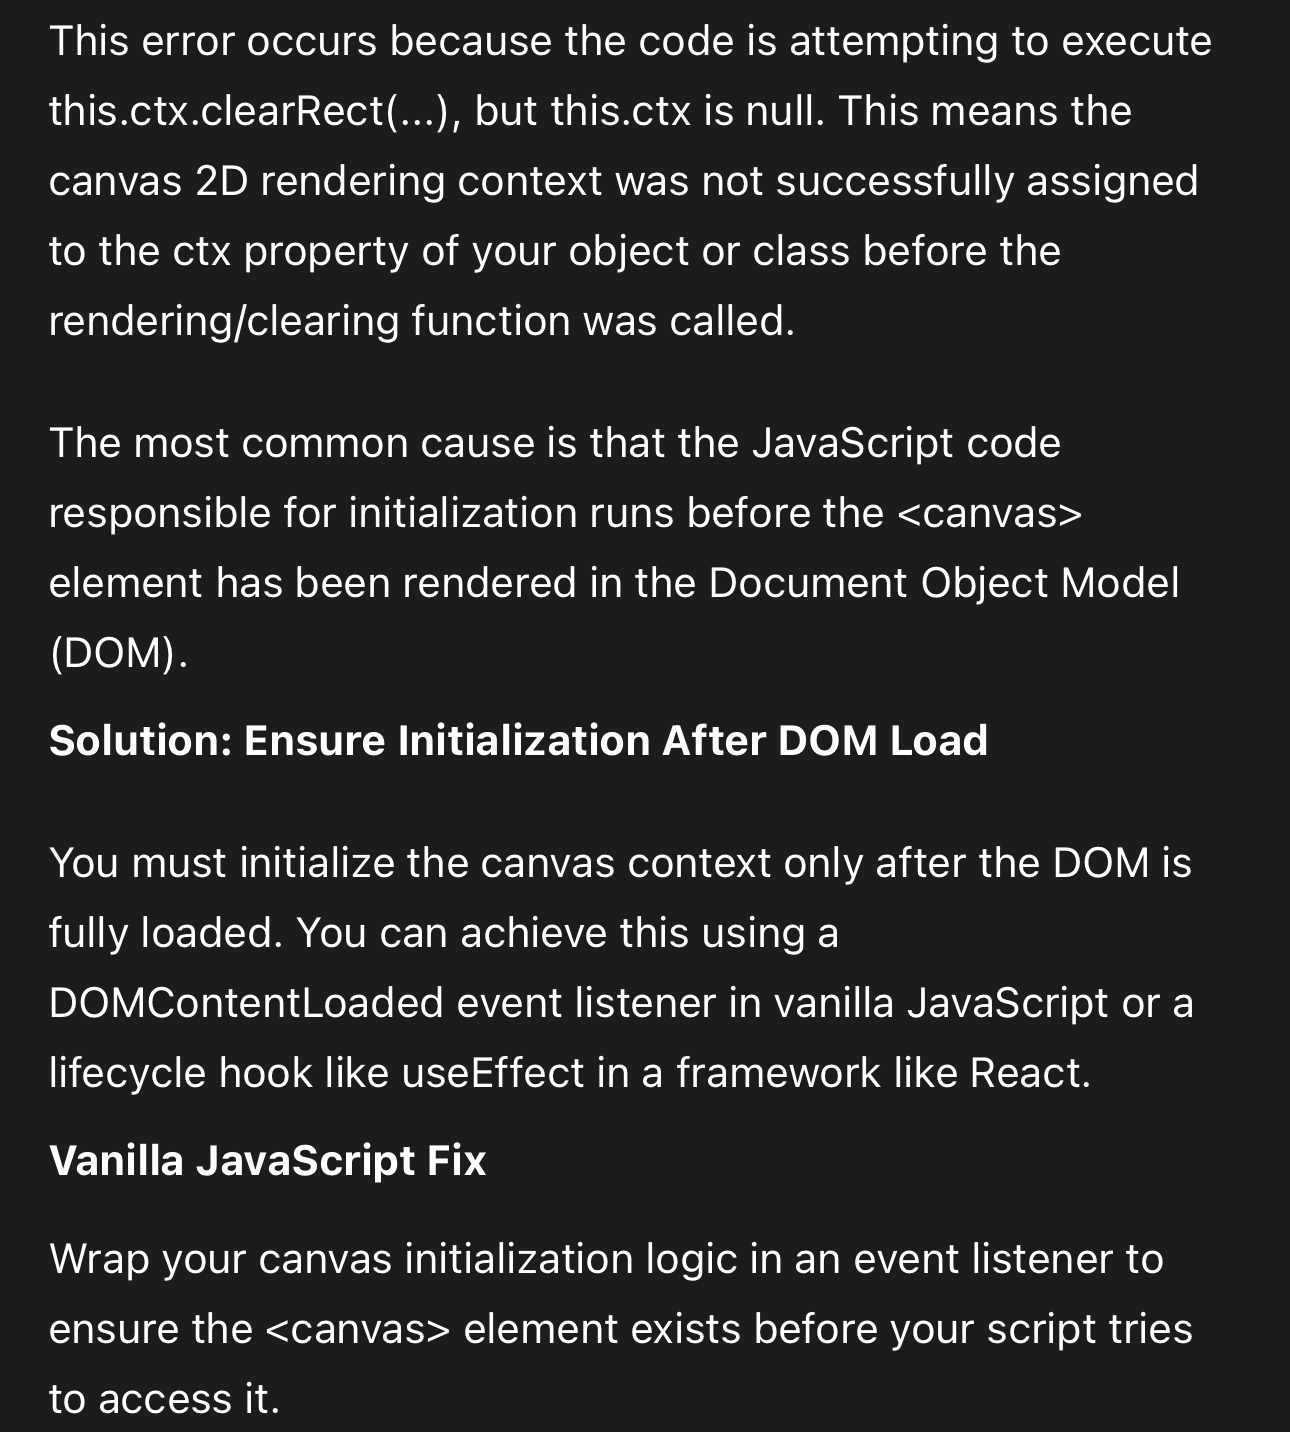 This error occurs because the code is attempting to execute
this.ctx.clearRect(...), but this.ctx is null. This means the
canvas 2D rendering context was not successfully assigned
to the ctx property of your object or class before the
rendering/clearing function was called.
The most common cause is that the JavaScript code
responsible for initialization runs before the <canvas>
element has been rendered in the Document Object Model
(DOM).
Solution: Ensure Initialization After DOM Load
You must initialize the canvas context only after the DOM is
fully loaded. You can achieve this using a
DOMContentLoaded event listener in vanilla JavaScript or a
lifecycle hook like useEffect in a framework like React.
Vanilla JavaScript Fix
Wrap your canvas initialization logic in an event listener to
ensure the <canvas> element exists before your script tries
to access it.